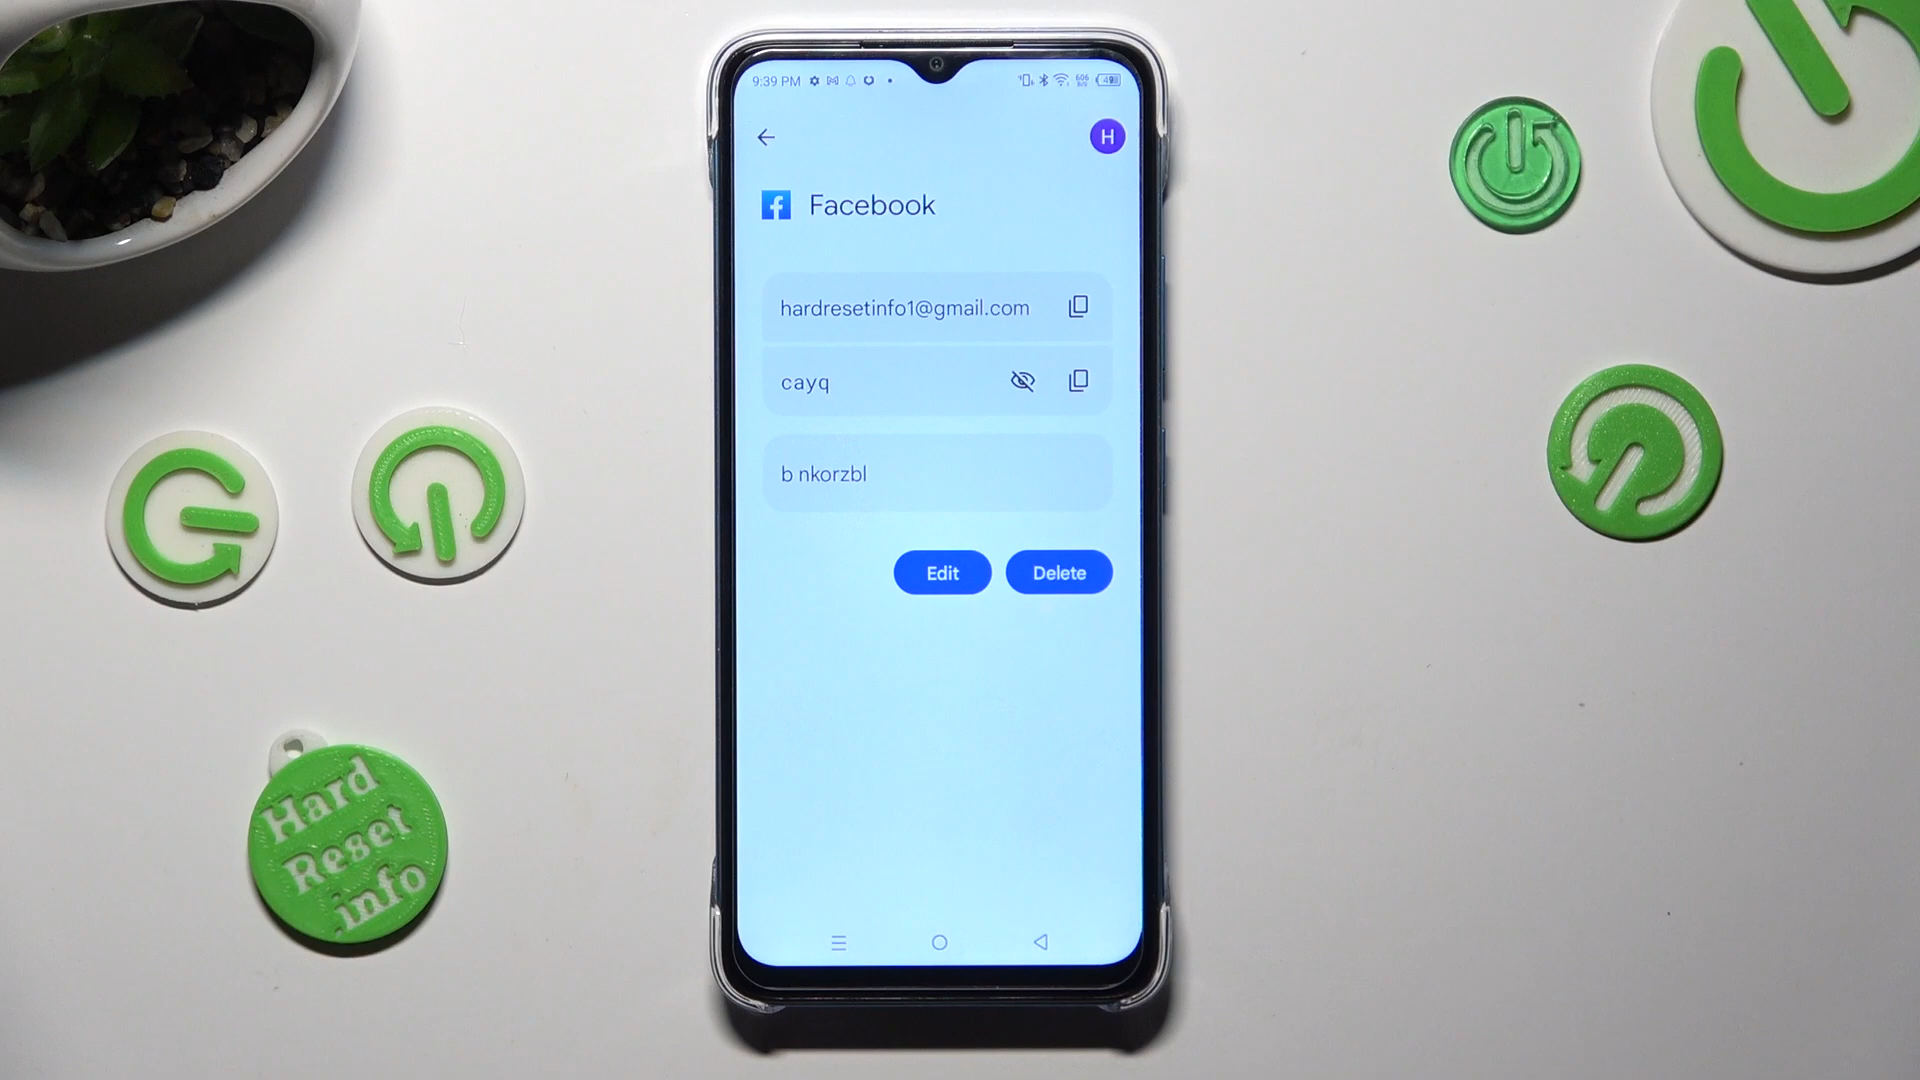 9:39 PM
H
Facebook
hardresetinfo1@gmail.com
cayq
b nkorzbl
Edit
Delete
Hard
Reset
.info